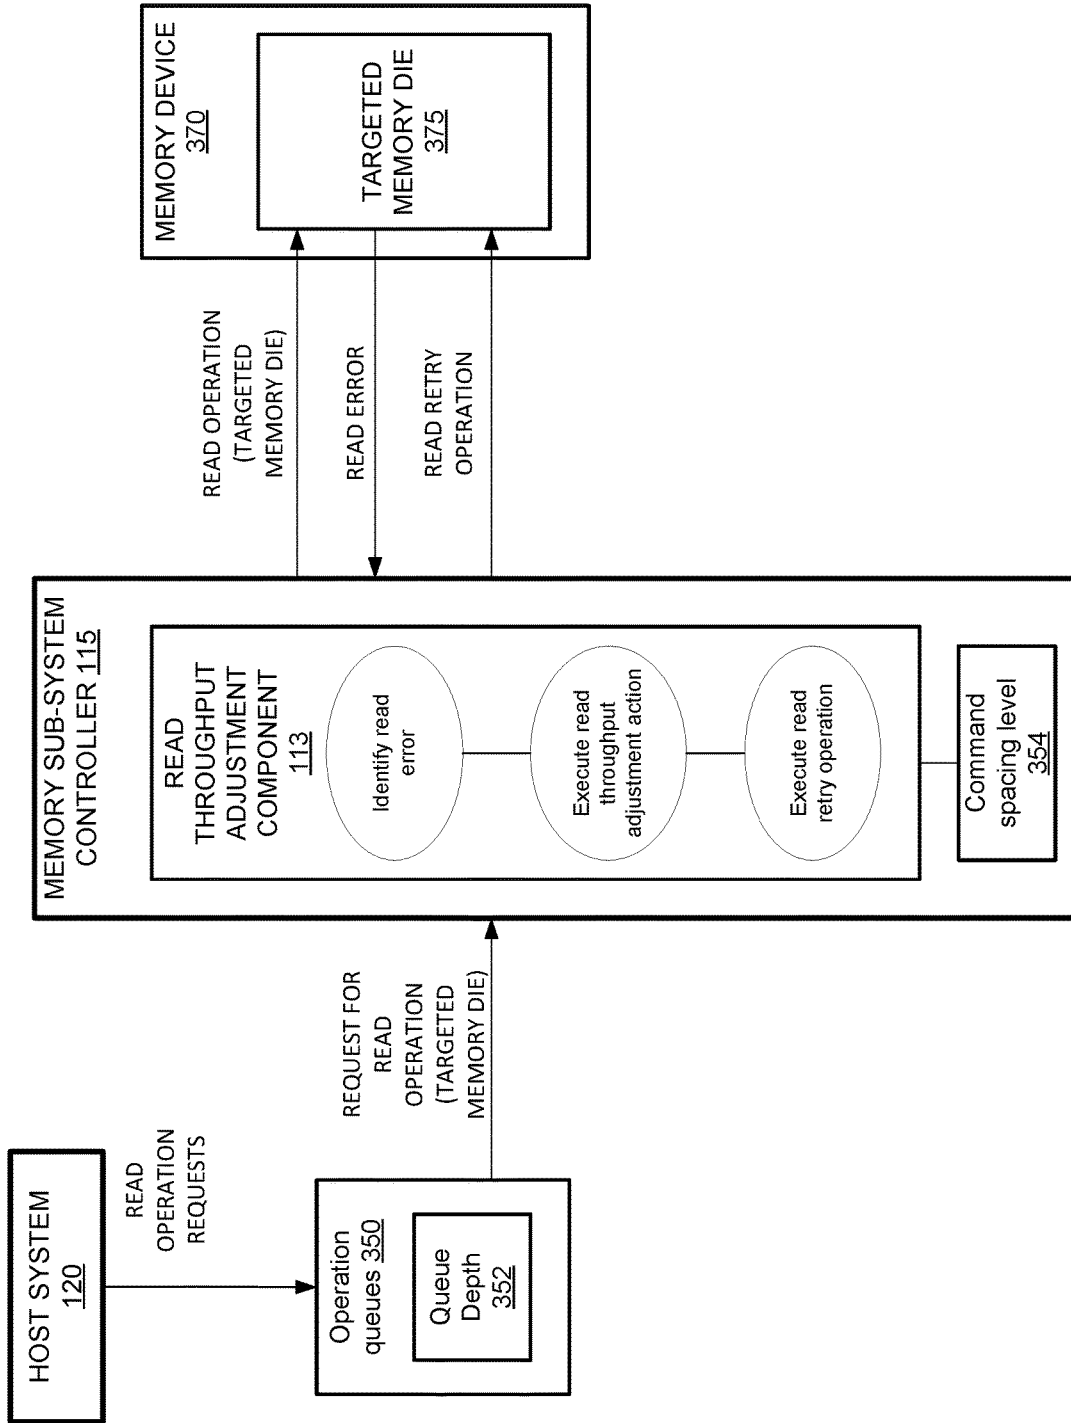 HOST SYSTEM
120
READ
OPERATION
REQUESTS
Operation
queues 350
Queue
Depth
352
REQUEST FOR
READ
OPERATION
(TARGETED
MEMORY DIE)
MEMORY SUB-SYSTEM
CONTROLLER 115
READ
THROUGHPUT
ADJUSTMENT
COMPONENT
113
Identify read
error
Execute read
throughput
adjustment action
Execute read
retry operation
Command
spacing level
354
READ OPERATION
(TARGETED
MEMORY DIE)
READ ERROR
READ RETRY
OPERATION
MEMORY DEVICE
370
TARGETED
MEMORY DIE
375